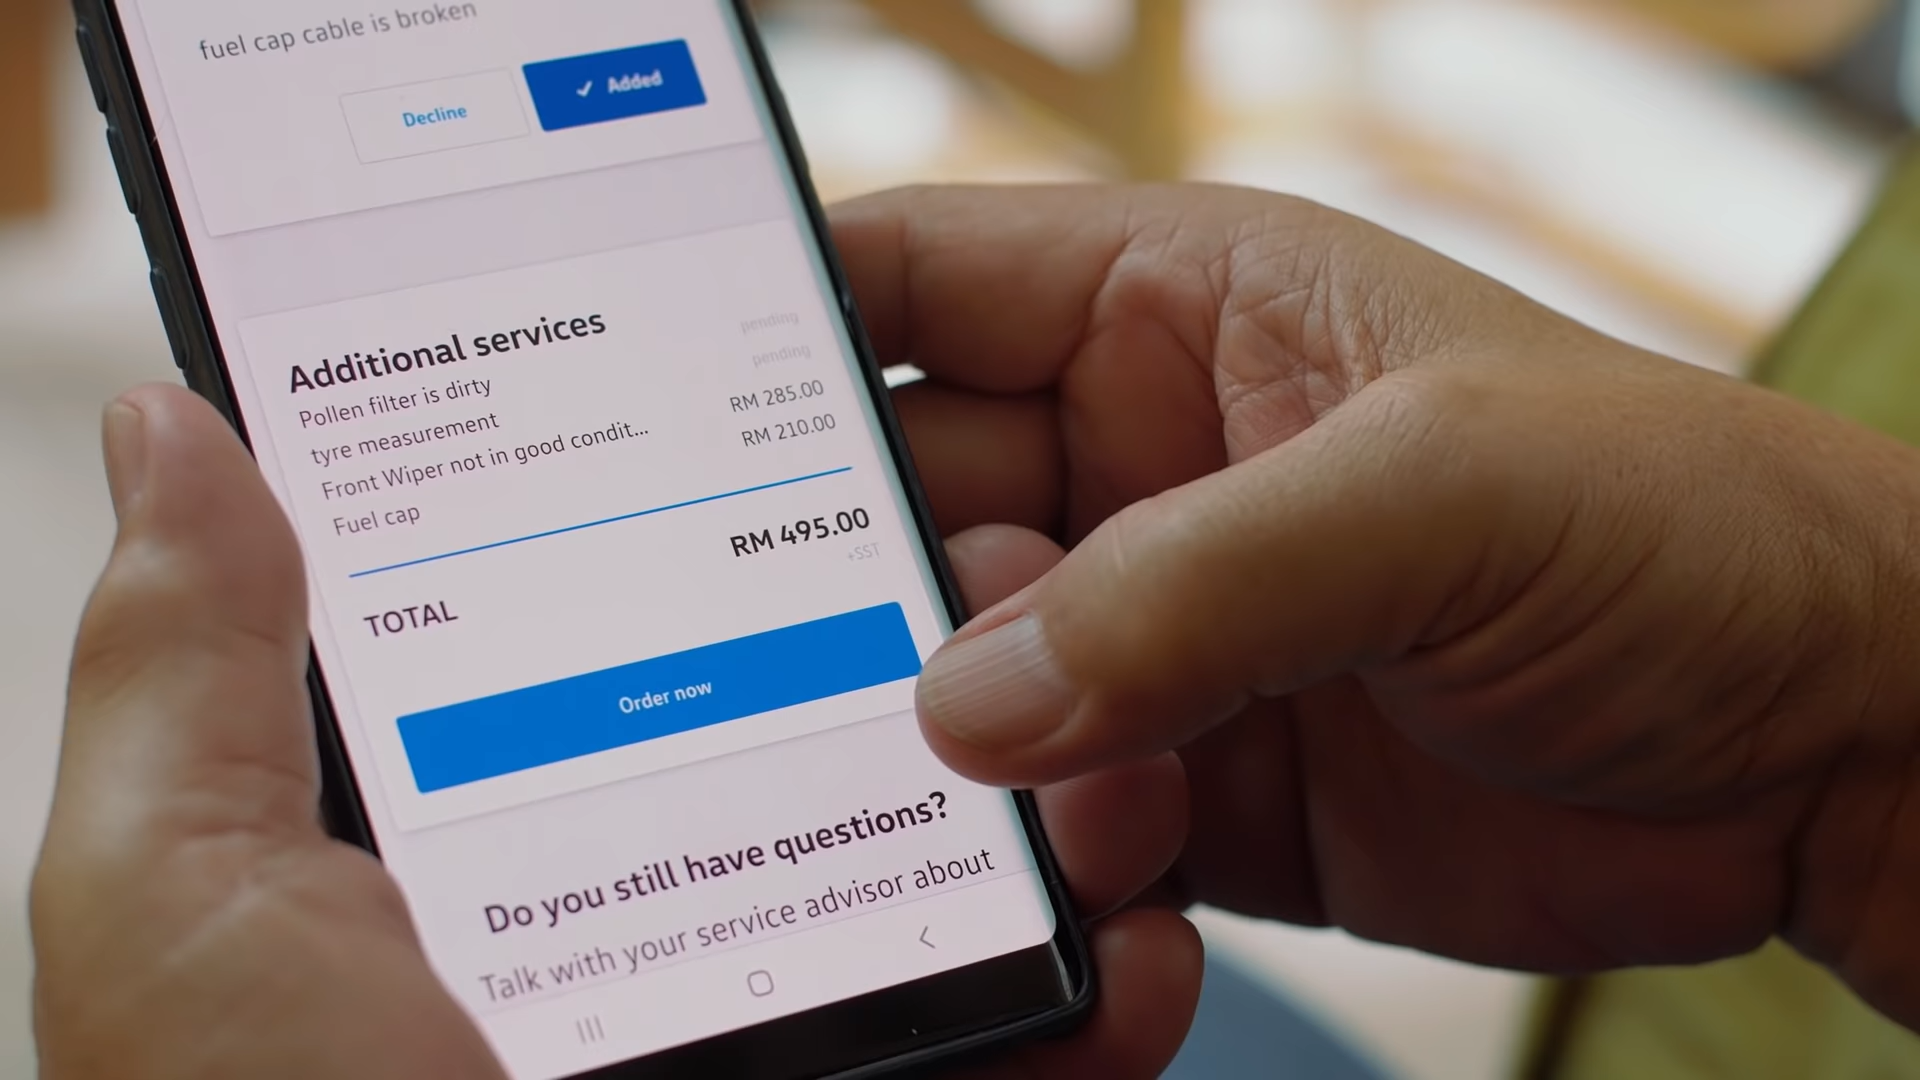 fuel cap cable is broken
Decline
✓ Added
Additional services
Pollen filter is dirty pending
tyre measurement pending
Front Wiper not in good condit... RM 285.00
Fuel cap RM 210.00
TOTAL RM 495.00
+SST
Order now
Do you still have questions?
Talk with your service advisor about